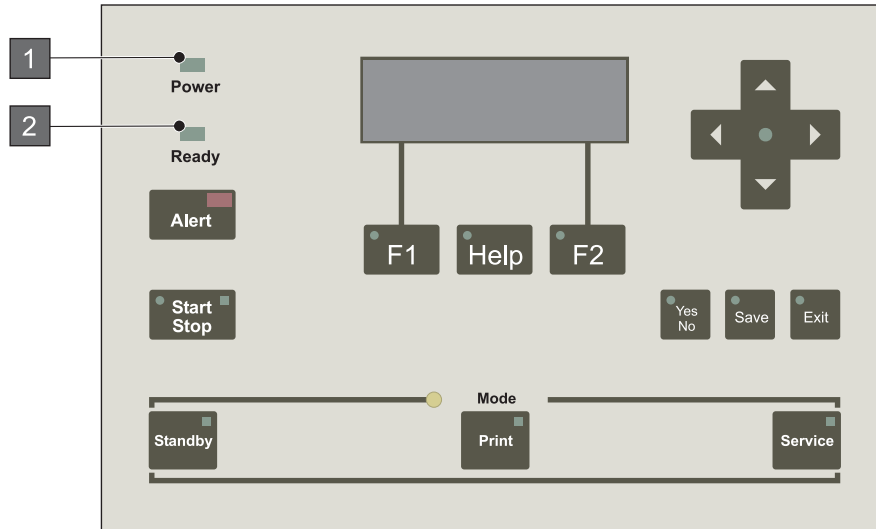 1
Power
2
Ready
Alert
F1
Help
F2
Start
Stop
Yes
No
Save
Exit
Mode
Standby
Print
Service